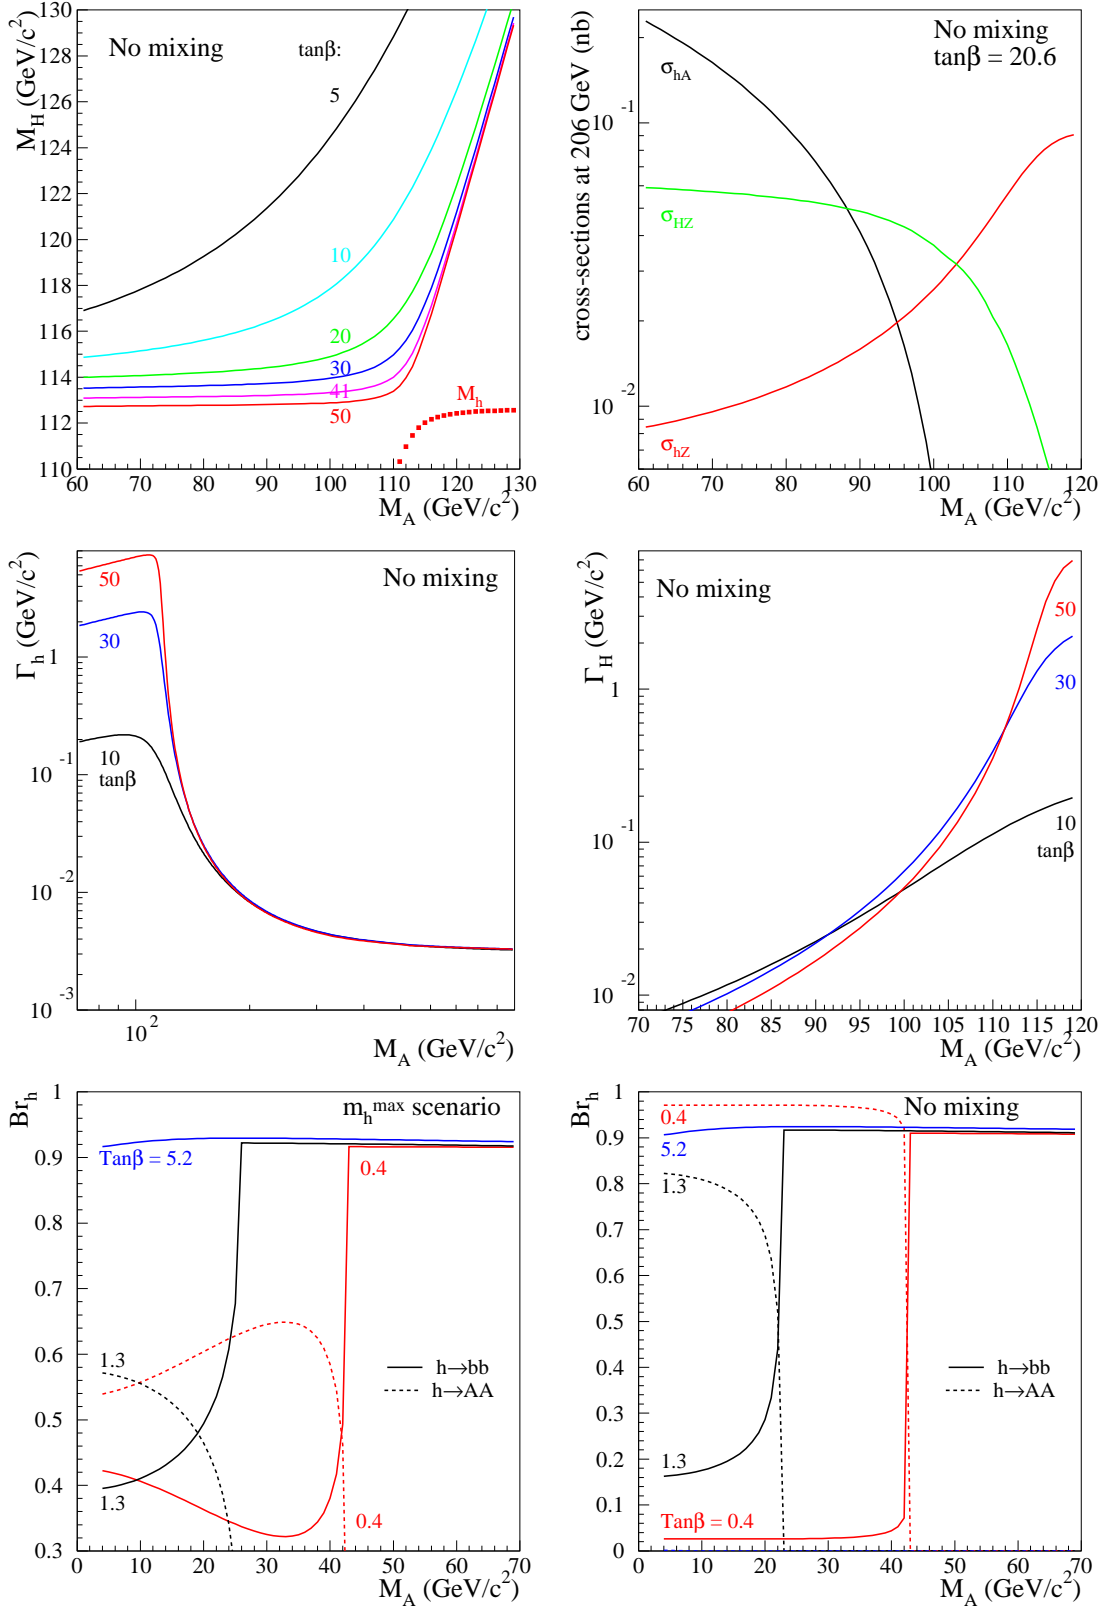 M_H (GeV/c²)
130
128
126
124
122
120
118
116
114
112
110
No mixing
tanβ:
5
10
20
30
41
50
M_h
60 70 80 90 100 110 120 130
M_A (GeV/c²)
cross-sections at 206 GeV (nb)
10⁻¹
10⁻²
No mixing
tanβ = 20.6
σ_hA
σ_HZ
σ_hZ
60 70 80 90 100 110 120
M_A (GeV/c²)
Γ_h (GeV/c²)
1
10⁻¹
10⁻²
10⁻³
No mixing
50
30
10
tanβ
10²
M_A (GeV/c²)
Γ_H (GeV/c²)
1
10⁻¹
10⁻²
No mixing
50
30
10
tanβ
70 75 80 85 90 95 100 105 110 115 120
M_A (GeV/c²)
Br_h
1
0.9
0.8
0.7
0.6
0.5
0.4
0.3
m_h^max scenario
Tanβ = 5.2
0.4
1.3
1.3
0.4
h→bb
h→AA
0 10 20 30 40 50 60 70
M_A (GeV/c²)
Br_h
1
0.9
0.8
0.7
0.6
0.5
0.4
0.3
0.2
0.1
0
No mixing
0.4
5.2
1.3
1.3
Tanβ = 0.4
h→bb
h→AA
0 10 20 30 40 50 60 70
M_A (GeV/c²)